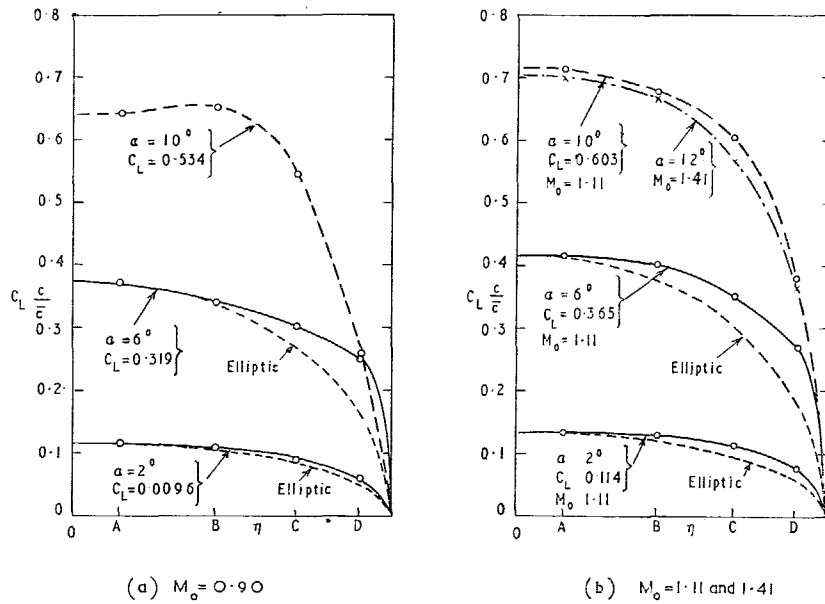 0·8
0·7
0·6
0·5
0·4
C_L c/c̄
0·3
0·2
0·1
0
0 A B η C D
α = 10°
C_L = 0·534
α = 6°
C_L = 0·319
Elliptic
α = 2°
C_L = 0·0096
Elliptic
(a) M₀ = 0·90
0·8
0·7
0·6
0·5
0·4
C_L c/c̄
0·3
0·2
0·1
0
0 A B η C D
α = 10°
C_L = 0·603
M₀ = 1·11
α = 12°
M₀ = 1·41
α = 6°
C_L = 0·365
M₀ = 1·11
Elliptic
α 2°
C_L 0·114
M₀ 1·11
Elliptic
(b) M₀ = 1·11 and 1·41